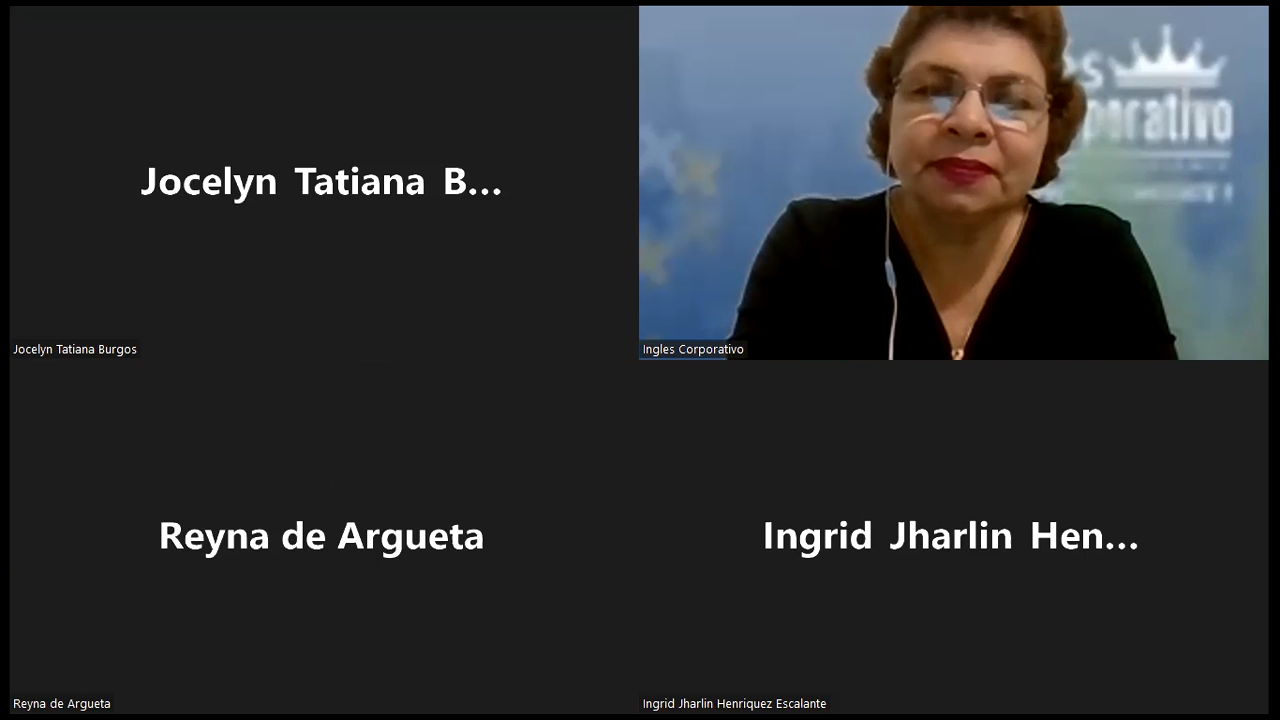 Jocelyn Tatiana B...
Jocelyn Tatiana Burgos
Ingles Corporativo
Reyna de Argueta
Reyna de Argueta
Ingrid Jharlin Hen...
Ingrid Jharlin Henriquez Escalante